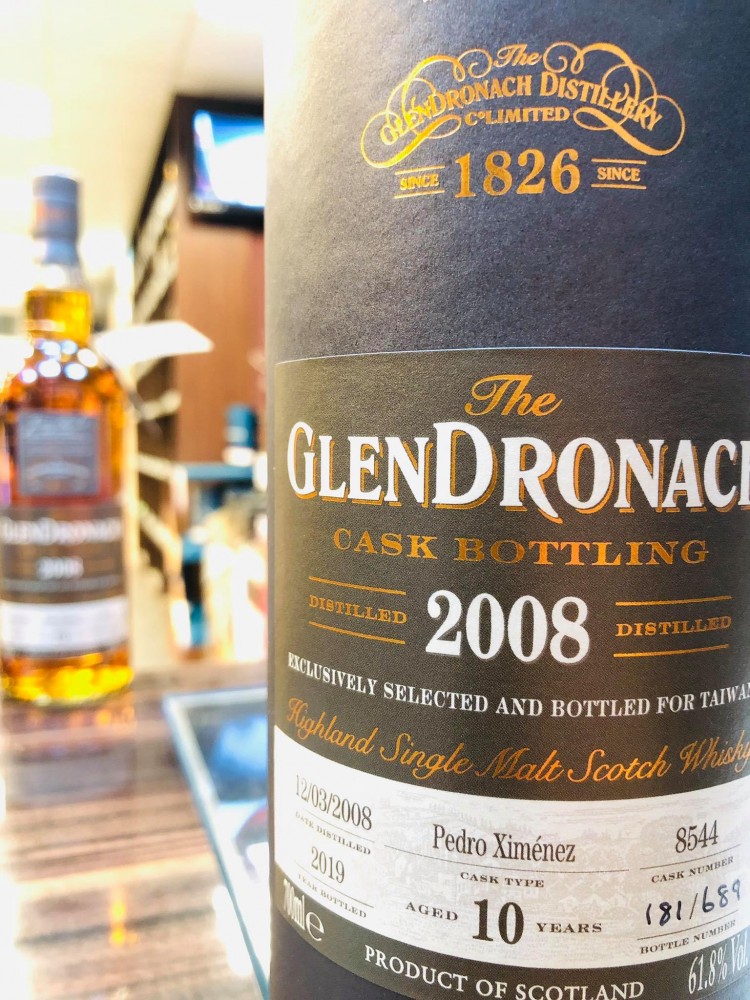 The
GLENDRONACH DISTILLERY
Cº LIMITED
SINCE 1826 SINCE
The
GLENDRONACH
CASK BOTTLING
DISTILLED 2008 DISTILLED
EXCLUSIVELY SELECTED AND BOTTLED FOR TAIWAN
Highland Single Malt Scotch Whisky
12/03/2008
DATE DISTILLED
2019
YEAR BOTTLED
Pedro Ximénez
CASK TYPE
AGED 10 YEARS
8544
CASK NUMBER
181/689
BOTTLE NUMBER
700ml e
PRODUCT OF SCOTLAND
61.8% Vol.
GLENDRONACH
2008